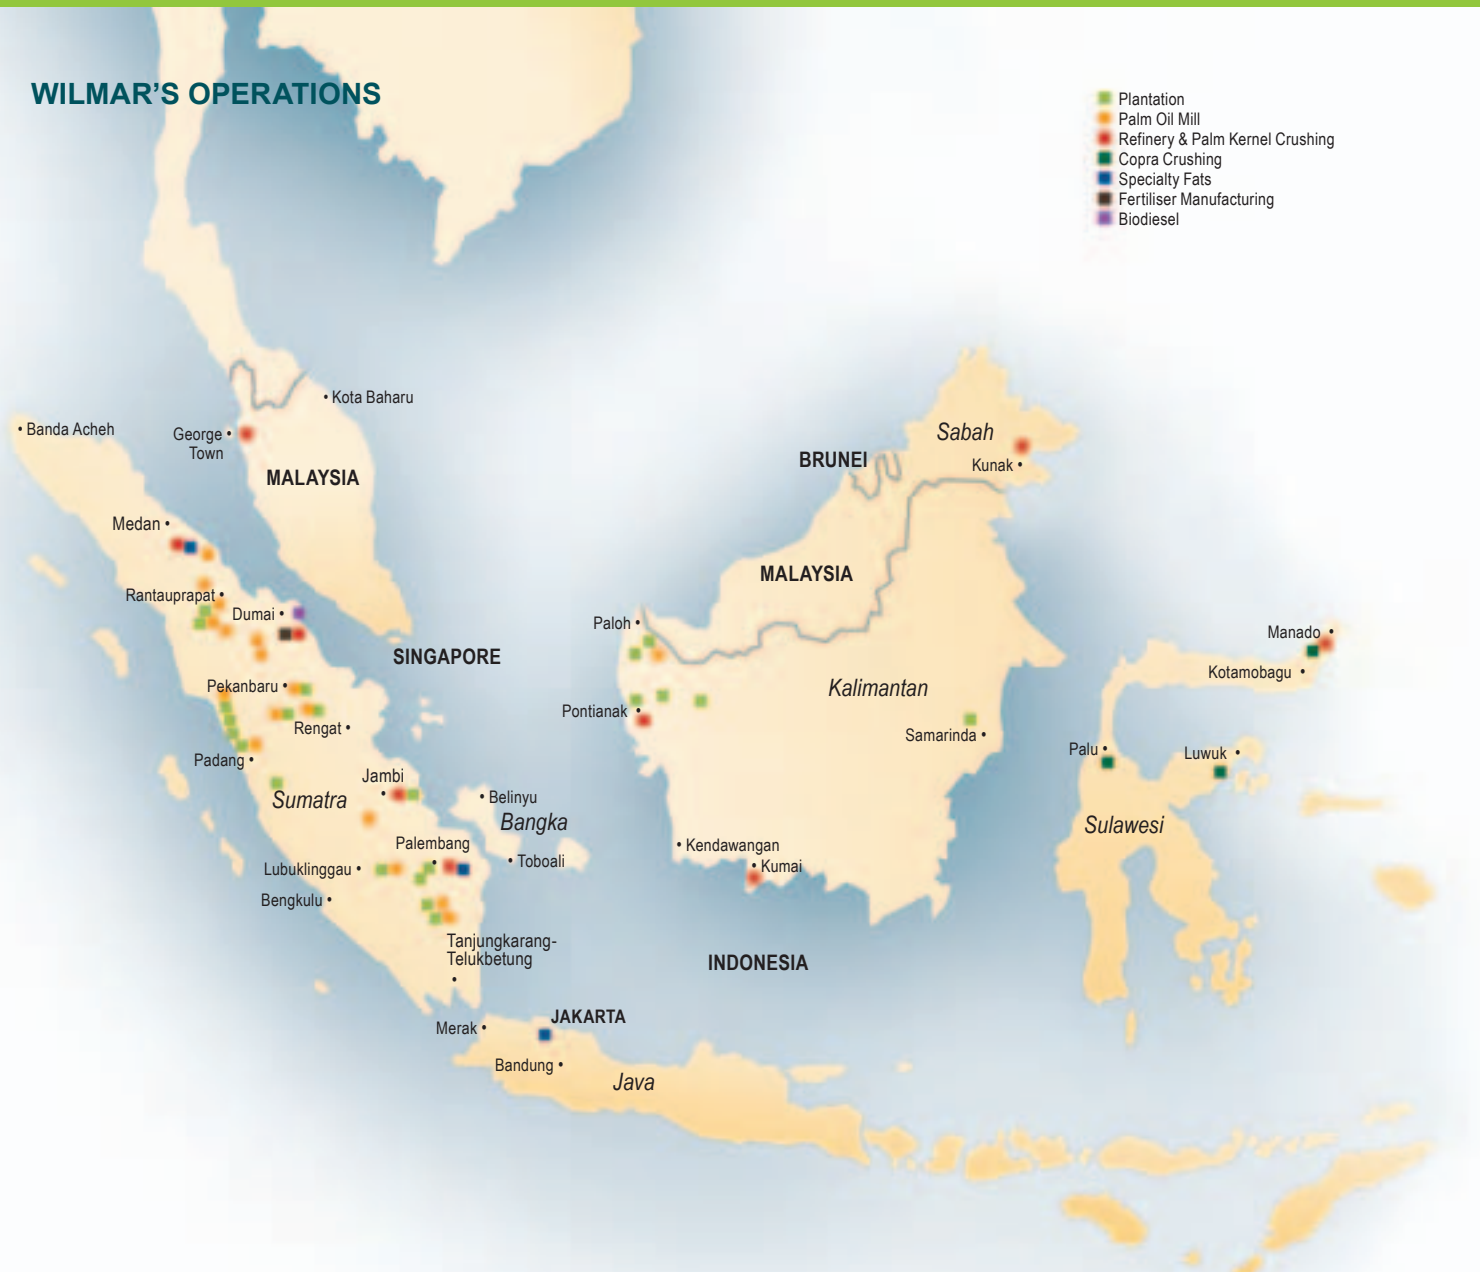 WILMAR'S OPERATIONS
Plantation
Palm Oil Mill
Refinery & Palm Kernel Crushing
Copra Crushing
Specialty Fats
Fertiliser Manufacturing
Biodiesel
Kota Baharu
Banda Acheh
George
Town
MALAYSIA
Sabah
BRUNEI
Kunak
Medan
MALAYSIA
Rantauprapat
Dumai
Paloh
Manado
SINGAPORE
Kotamobagu
Pekanbaru
Kalimantan
Pontianak
Rengat
Samarinda
Padang
Palu
Luwuk
Jambi
Sumatra
Belinyu
Bangka
Sulawesi
Palembang
Kendawangan
Toboali
Kumai
Lubuklinggau
Bengkulu
Tanjungkarang-
Telukbetung
INDONESIA
JAKARTA
Merak
Bandung
Java